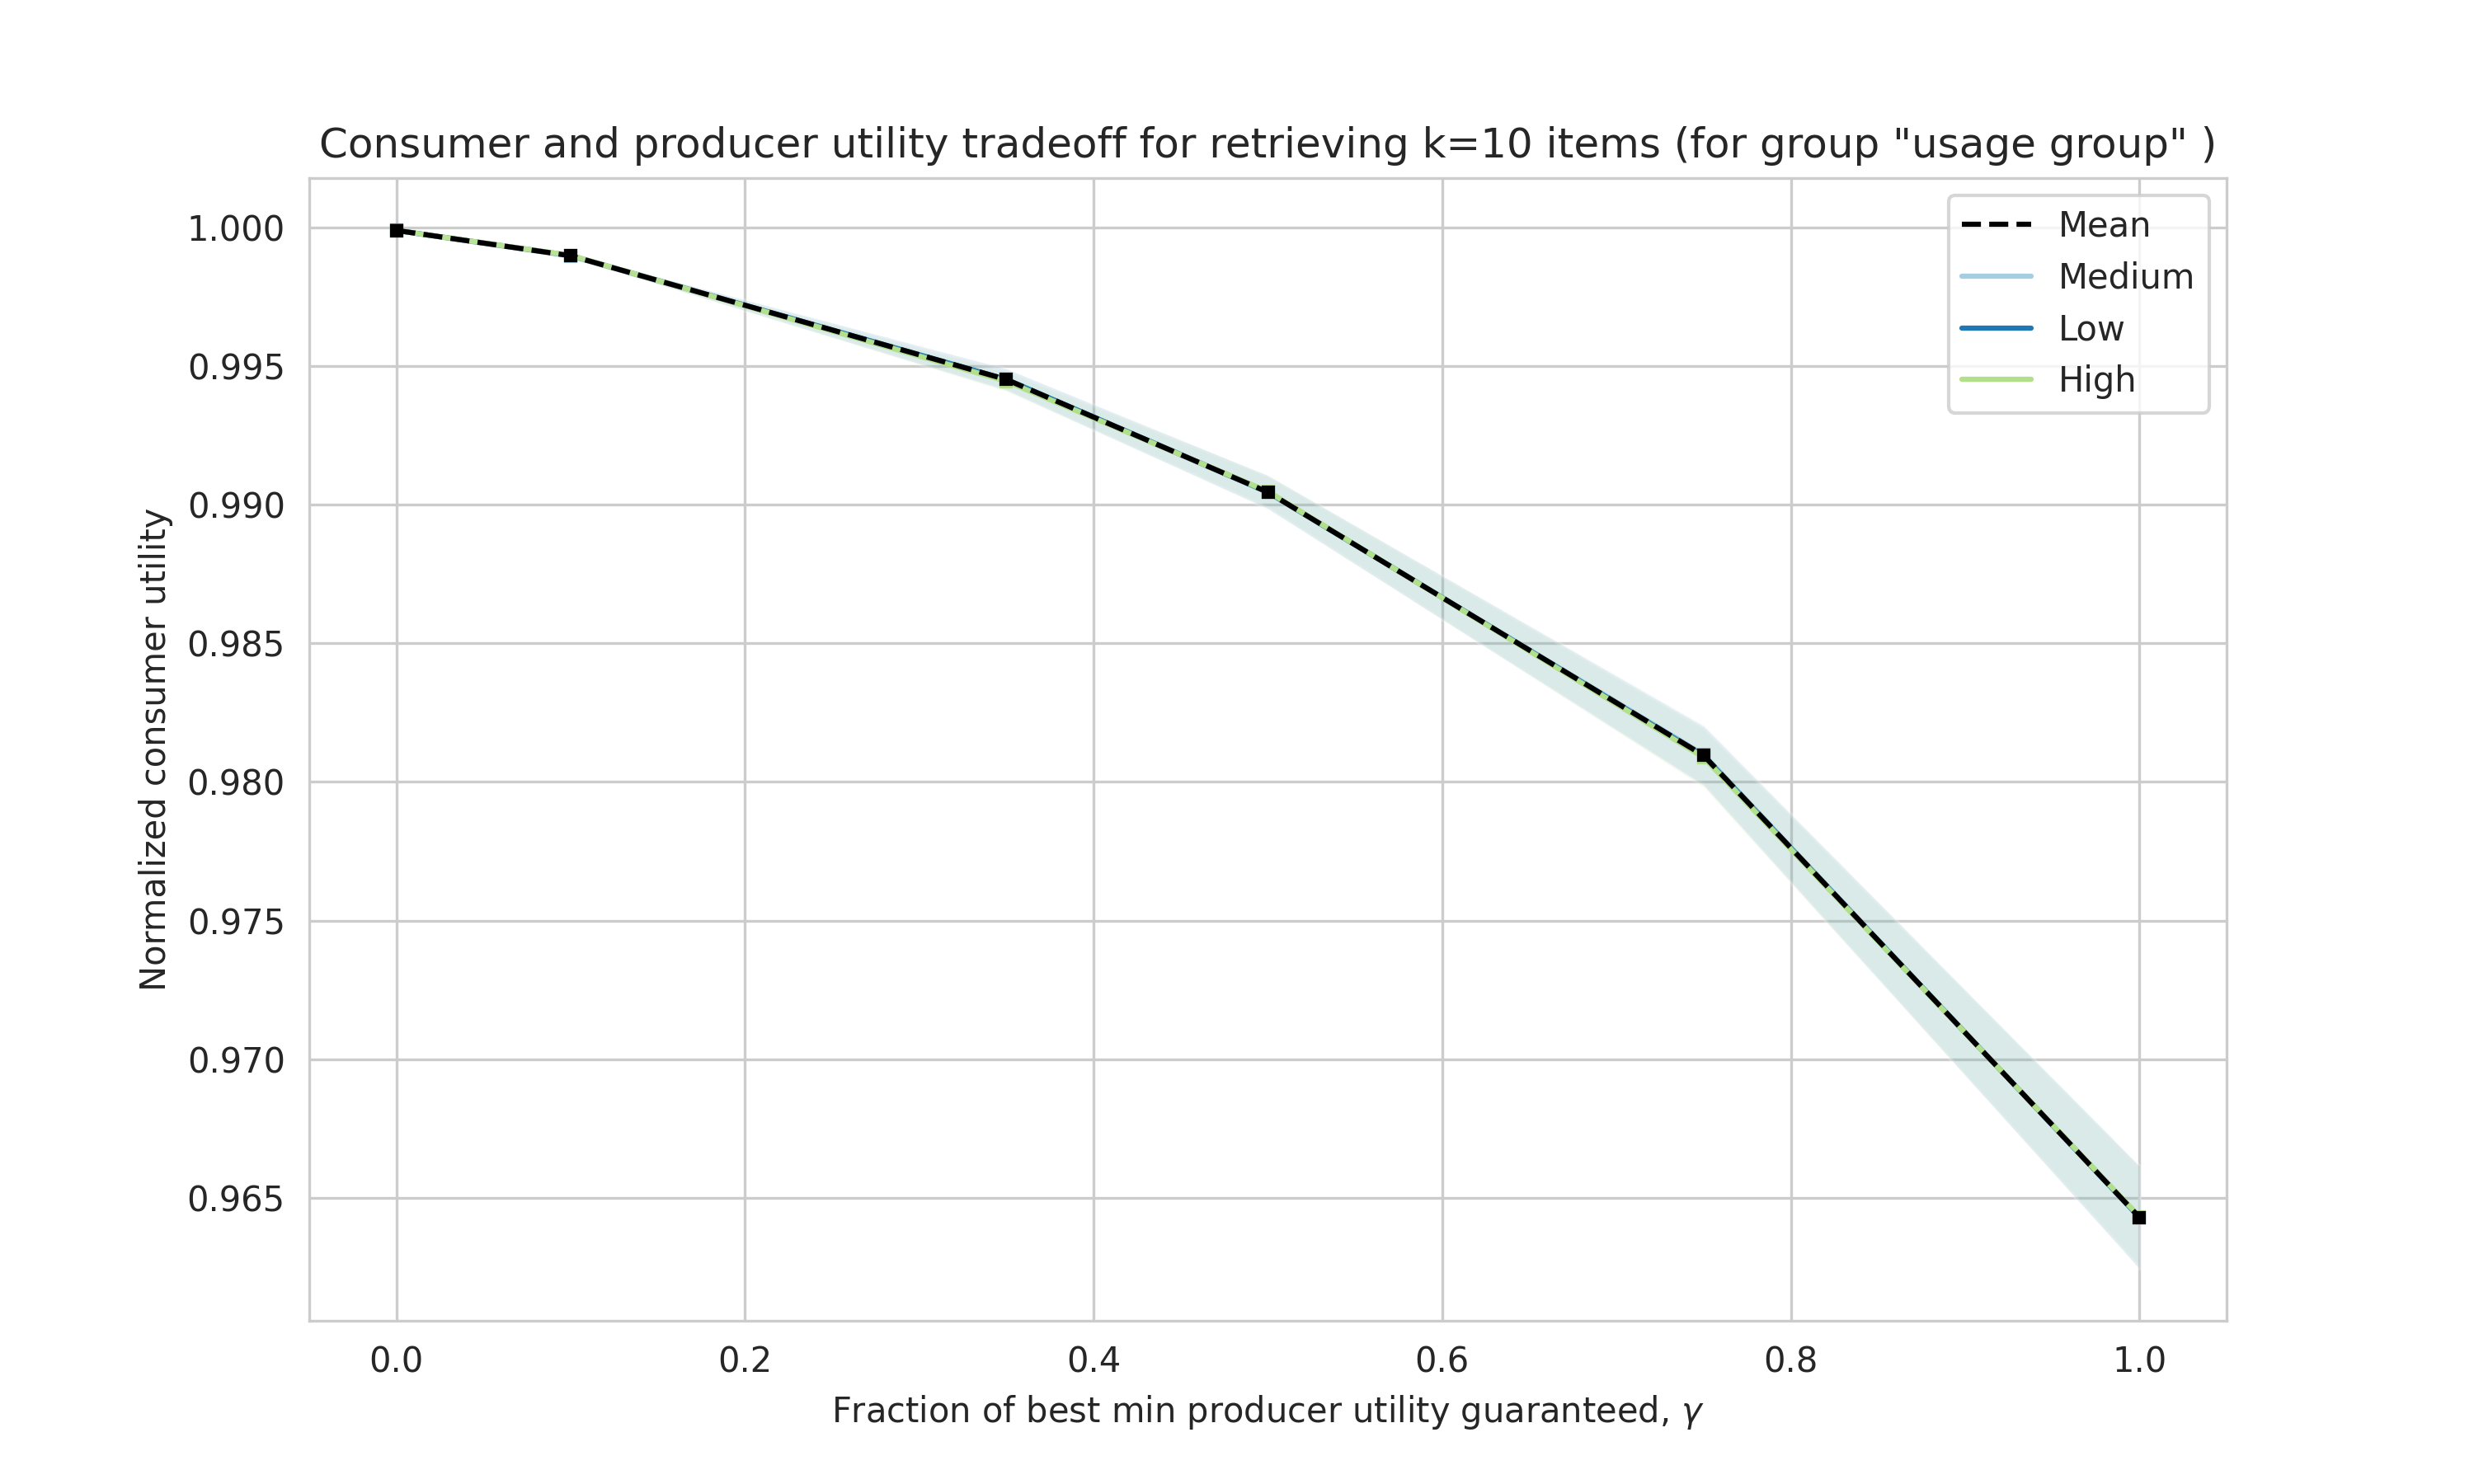 Consumer and producer utility tradeoff for retrieving k=10 items (for group "usage group" )
Mean
Medium
Low
High
Normalized consumer utility
1.000
0.995
0.990
0.985
0.980
0.975
0.970
0.965
0.0 0.2 0.4 0.6 0.8 1.0
Fraction of best min producer utility guaranteed, γ